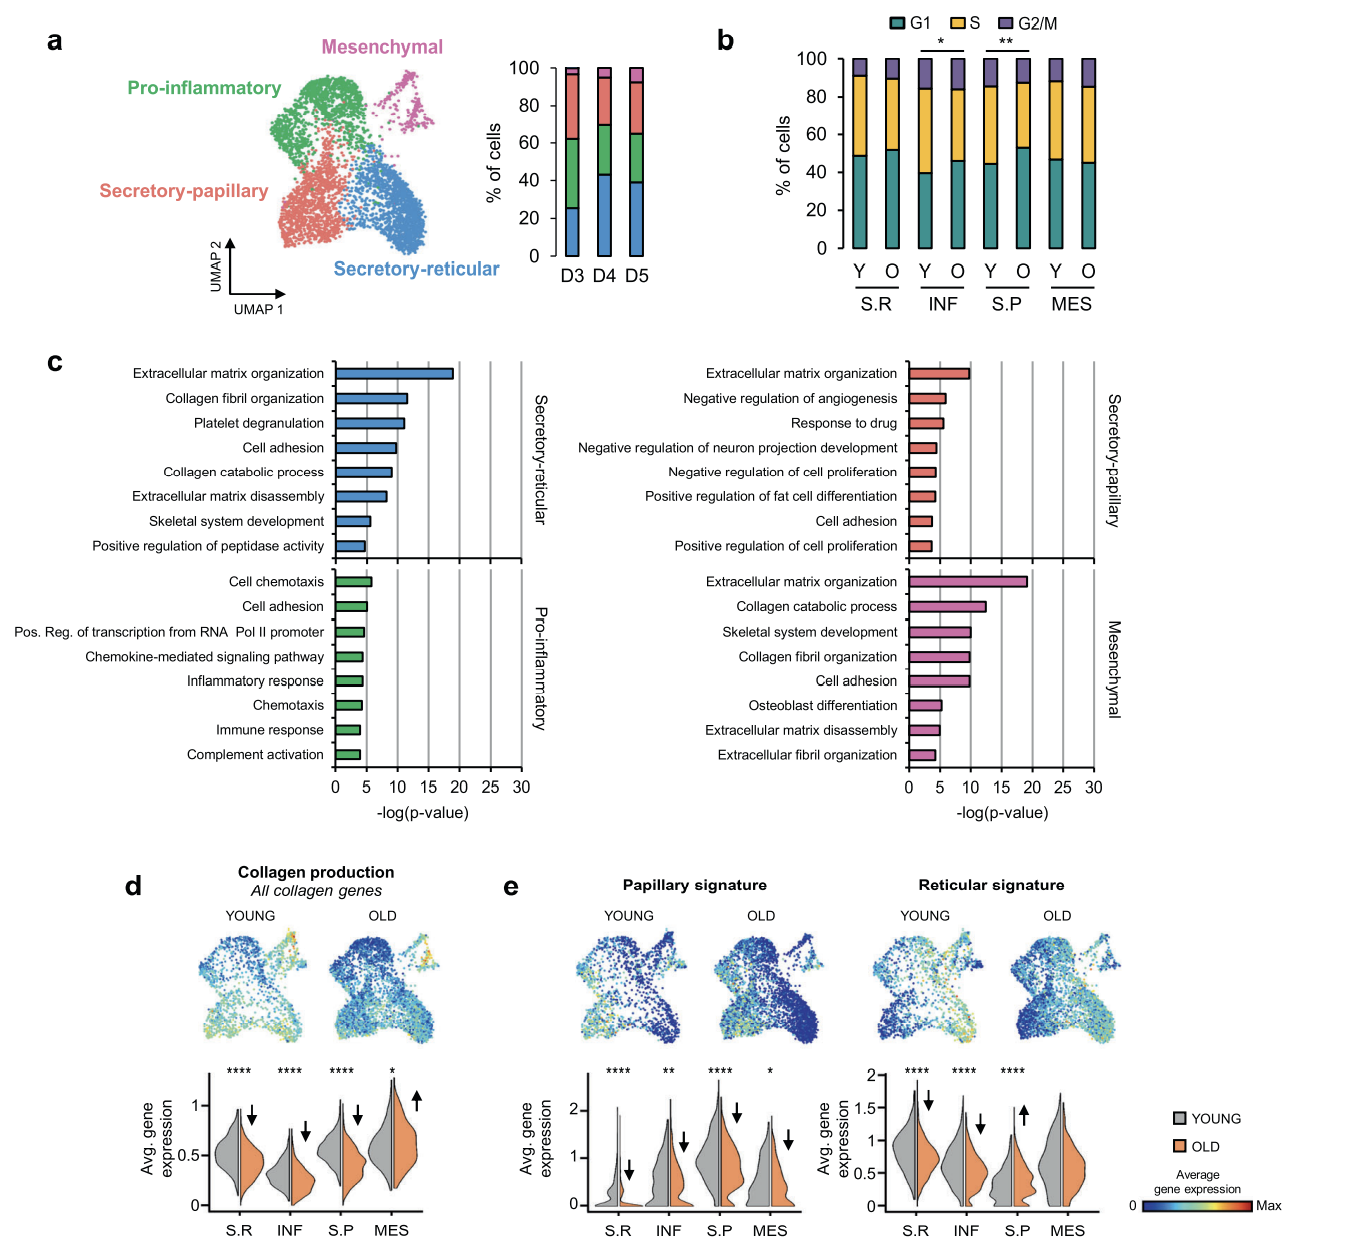 a
Mesenchymal
Pro-inflammatory
Secretory-papillary
Secretory-reticular
UMAP 2
UMAP 1
% of cells
100
80
60
40
20
0
D3 D4 D5
b
G1 S G2/M
* **
% of cells
100
80
60
40
20
0
Y O Y O Y O Y O
S.R INF S.P MES
c
Extracellular matrix organization
Collagen fibril organization
Platelet degranulation
Cell adhesion
Collagen catabolic process
Extracellular matrix disassembly
Skeletal system development
Positive regulation of peptidase activity
Secretory-reticular
Cell chemotaxis
Cell adhesion
Pos. Reg. of transcription from RNA Pol II promoter
Chemokine-mediated signaling pathway
Inflammatory response
Chemotaxis
Immune response
Complement activation
Pro-inflammatory
0 5 10 15 20 25 30
-log(p-value)
Extracellular matrix organization
Negative regulation of angiogenesis
Response to drug
Negative regulation of neuron projection development
Negative regulation of cell proliferation
Positive regulation of fat cell differentiation
Cell adhesion
Positive regulation of cell proliferation
Secretory-papillary
Extracellular matrix organization
Collagen catabolic process
Skeletal system development
Collagen fibril organization
Cell adhesion
Osteoblast differentiation
Extracellular matrix disassembly
Extracellular fibril organization
Mesenchymal
0 5 10 15 20 25 30
-log(p-value)
d
Collagen production
All collagen genes
YOUNG OLD
**** **** **** *
Avg. gene
expression
1
0.5
0
S.R INF S.P MES
e
Papillary signature
YOUNG OLD
**** ** **** *
Avg. gene
expression
2
1
0
S.R INF S.P MES
Reticular signature
YOUNG OLD
**** **** ****
Avg. gene
expression
2
1.5
1
0.5
0
S.R INF S.P MES
YOUNG
OLD
Average
gene expression
0 Max